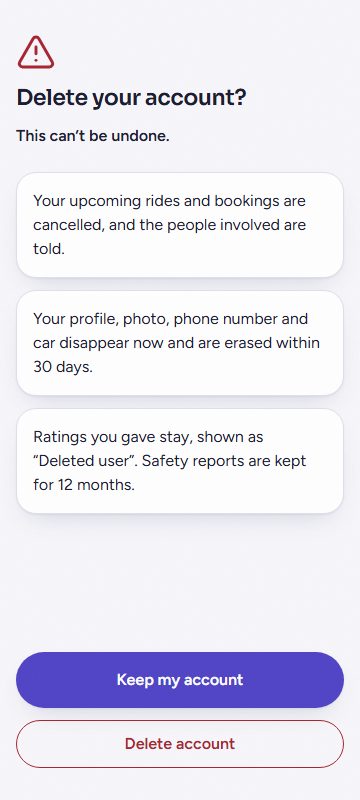 Delete your account?
This can’t be undone.
Your upcoming rides and bookings are
cancelled, and the people involved are
told.
Your profile, photo, phone number and
car disappear now and are erased within
30 days.
Ratings you gave stay, shown as
“Deleted user”. Safety reports are kept
for 12 months.
Keep my account
Delete account